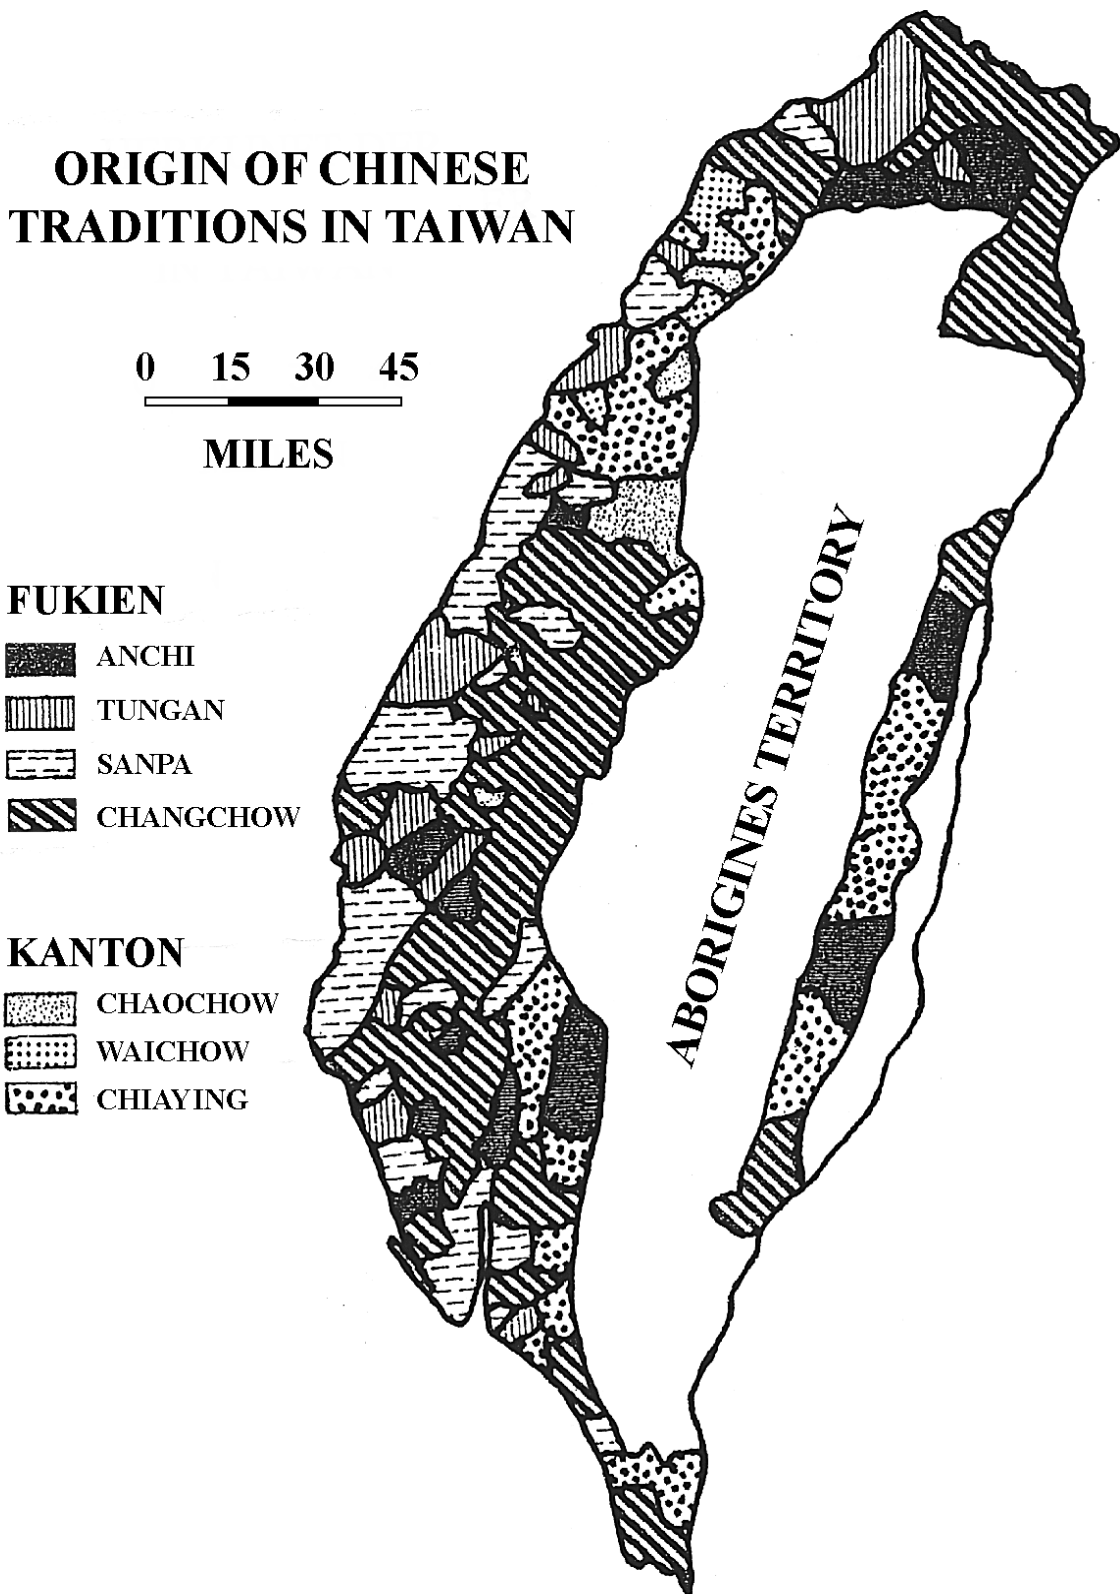 ORIGIN OF CHINESE
TRADITIONS IN TAIWAN
0 15 30 45
MILES
FUKIEN
ANCHI
TUNGAN
SANPA
CHANGCHOW
KANTON
CHAOCHOW
WAICHOW
CHIAYING
ABORIGINES TERRITORY